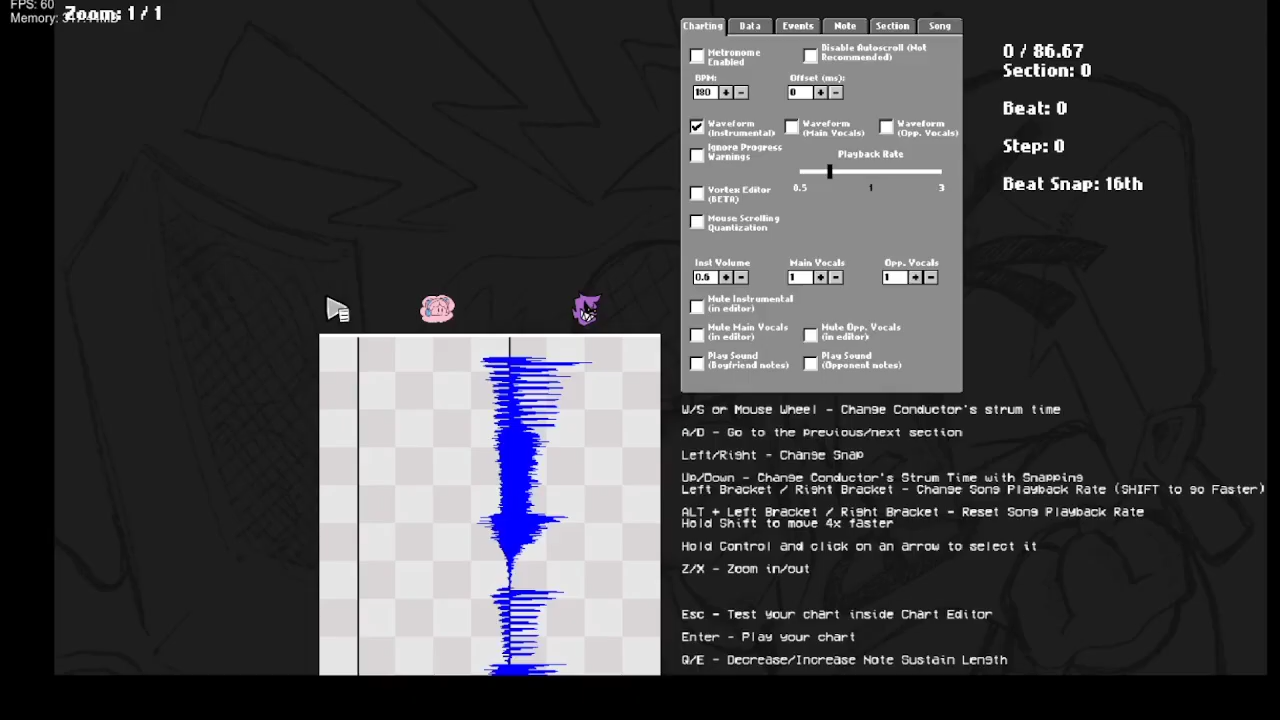 FPS: 60
Memory:
Zoom: 1 / 1
Charting
Data
Events
Note
Section
Song
Metronome
Enabled
Disable Autoscroll (Not
Recommended)
BPM:
Offset (ms):
180
+
-
0
+
-
Waveform
(Instrumental)
Waveform
(Main Vocals)
Waveform
(Opp. Vocals)
Ignore Progress
Warnings
Playback Rate
0.5
1
3
Vortex Editor
(BETA)
Mouse Scrolling
Quantization
Inst Volume
Main Vocals
Opp. Vocals
0.6
+
-
1
+
-
1
+
-
Mute Instrumental
(in editor)
Mute Main Vocals
(in editor)
Mute Opp. Vocals
(in editor)
Play Sound
(Boyfriend notes)
Play Sound
(Opponent notes)
0 / 86.67
Section: 0
Beat: 0
Step: 0
Beat Snap: 16th
W/S or Mouse Wheel - Change Conductor's strum time
A/D - Go to the previous/next section
Left/Right - Change Snap
Up/Down - Change Conductor's Strum Time with Snapping
Left Bracket / Right Bracket - Change Song Playback Rate (SHIFT to go Faster)
ALT + Left Bracket / Right Bracket - Reset Song Playback Rate
Hold Shift to move 4x faster
Hold Control and click on an arrow to select it
Z/X - Zoom in/out
Esc - Test your chart inside Chart Editor
Enter - Play your chart
Q/E - Decrease/Increase Note Sustain Length